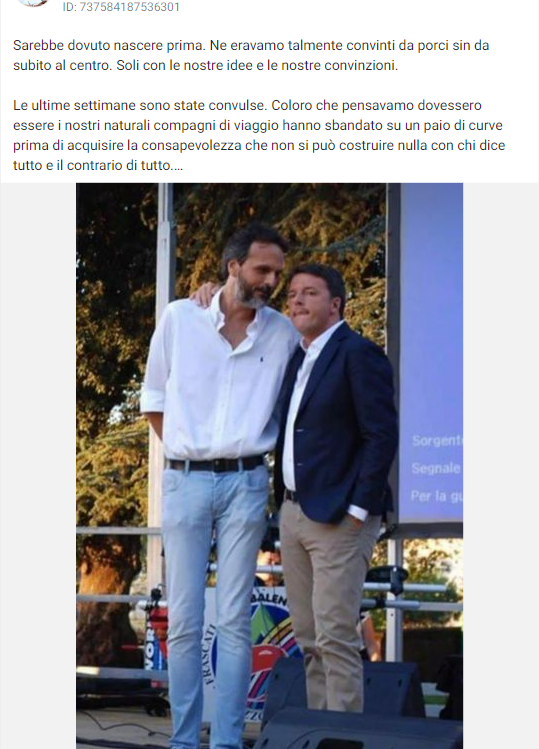 ID: 737584187536301
Sarebbe dovuto nascere prima. Ne eravamo talmente convinti da porci sin da
subito al centro. Soli con le nostre idee e le nostre convinzioni.
Le ultime settimane sono state convulse. Coloro che pensavamo dovessero
essere i nostri naturali compagni di viaggio hanno sbandato su un paio di curve
prima di acquisire la consapevolezza che non si può costruire nulla con chi dice
tutto e il contrario di tutto....
Sorgent
Segnale
Per la gu
FRASCATI